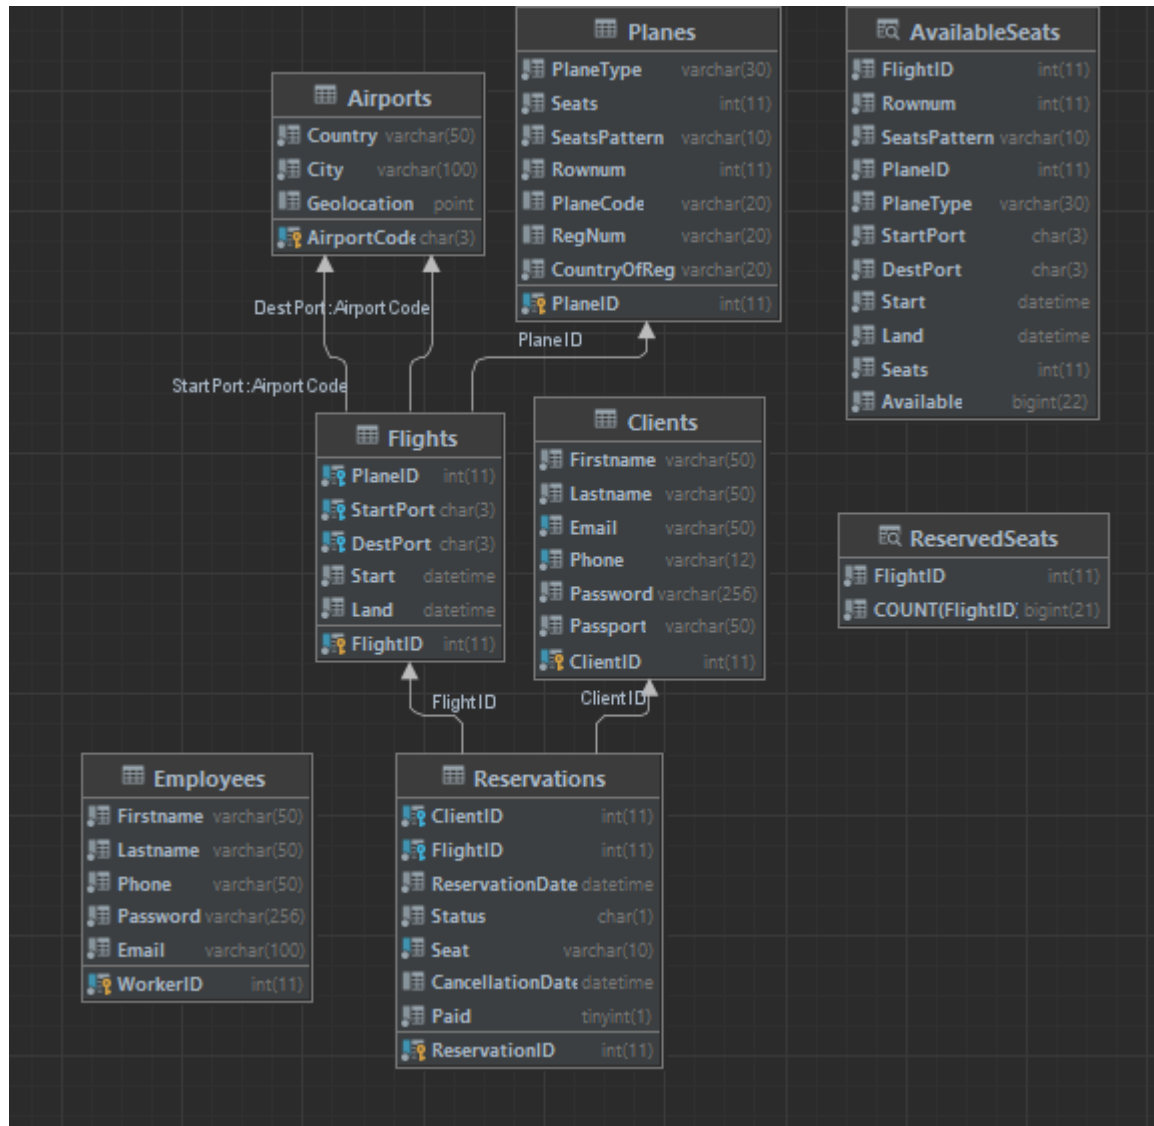 Airports
Country varchar(50)
City varchar(100)
Geolocation point
AirportCode char(3)
Planes
PlaneType varchar(30)
Seats int(11)
SeatsPattern varchar(10)
Rownum int(11)
PlaneCode varchar(20)
RegNum varchar(20)
CountryOfReg varchar(20)
PlaneID int(11)
AvailableSeats
FlightID int(11)
Rownum int(11)
SeatsPattern varchar(10)
PlaneID int(11)
PlaneType varchar(30)
StartPort char(3)
DestPort char(3)
Start datetime
Land datetime
Seats int(11)
Available bigint(22)
DestPort:AirportCode
PlaneID
StartPort:AirportCode
Flights
PlaneID int(11)
StartPort char(3)
DestPort char(3)
Start datetime
Land datetime
FlightID int(11)
Clients
Firstname varchar(50)
Lastname varchar(50)
Email varchar(50)
Phone varchar(12)
Password varchar(256)
Passport varchar(50)
ClientID int(11)
ReservedSeats
FlightID int(11)
COUNT(FlightID) bigint(21)
FlightID
ClientID
Employees
Firstname varchar(50)
Lastname varchar(50)
Phone varchar(50)
Password varchar(256)
Email varchar(100)
WorkerID int(11)
Reservations
ClientID int(11)
FlightID int(11)
ReservationDate datetime
Status char(1)
Seat varchar(10)
CancellationDate datetime
Paid tinyint(1)
ReservationID int(11)